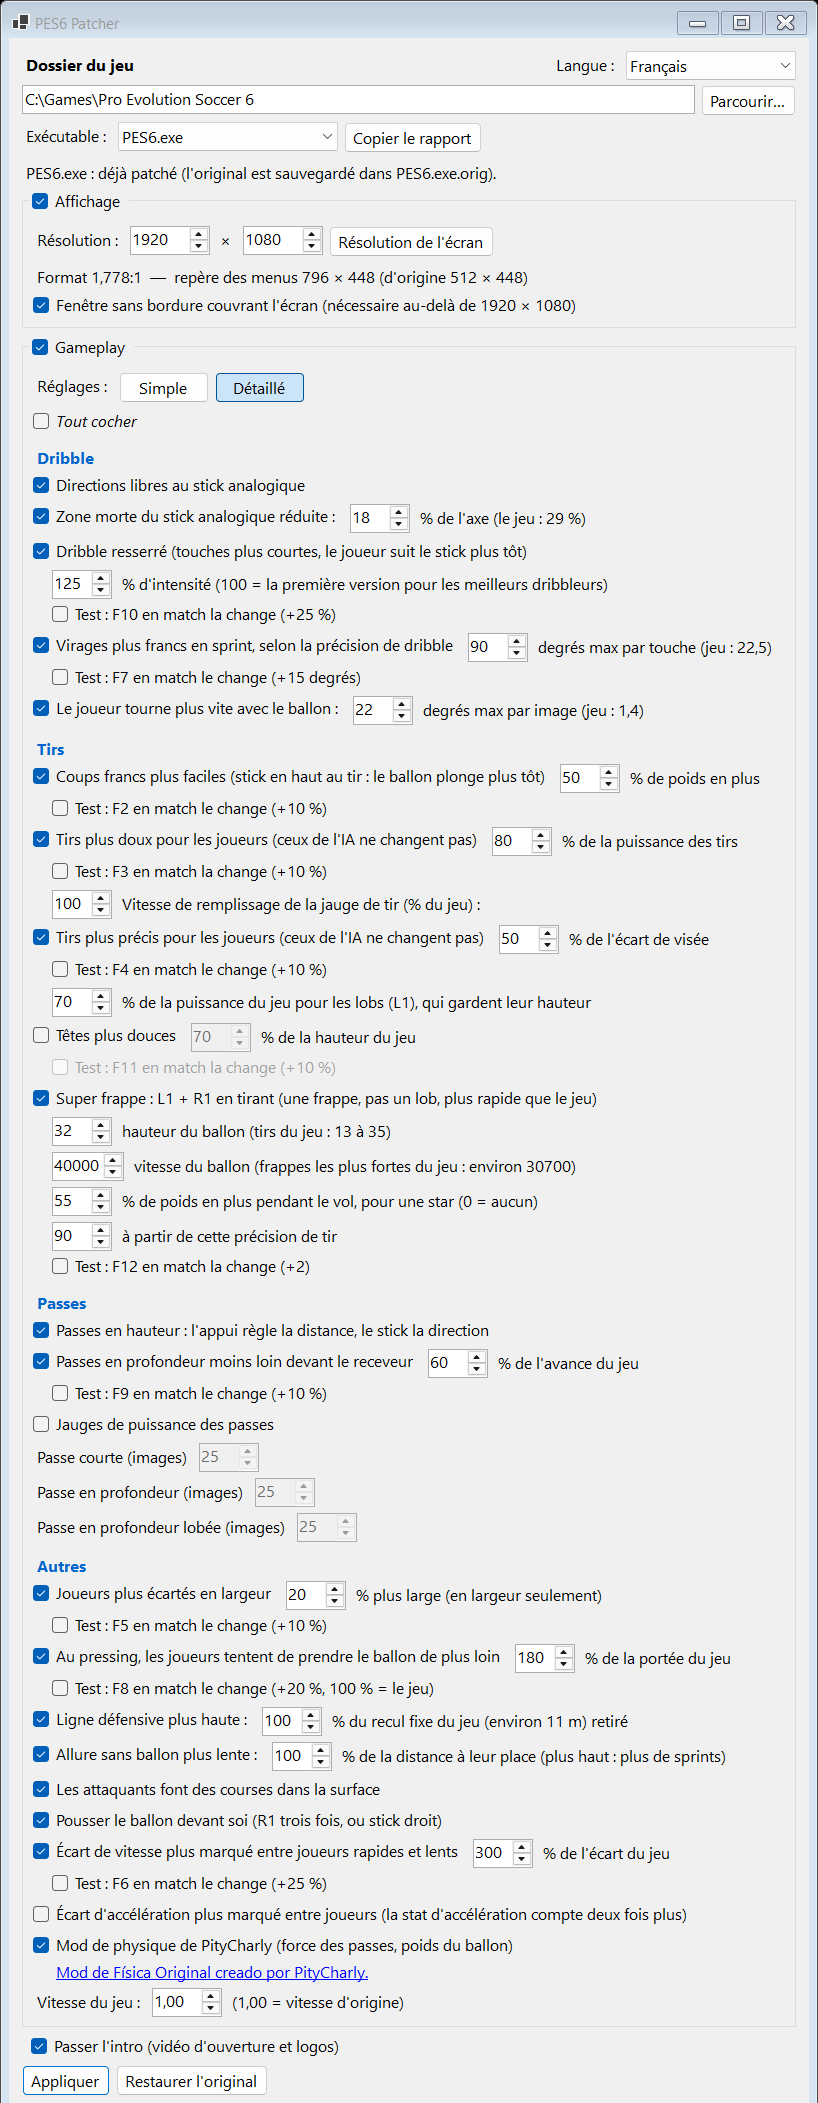 PES6 Patcher
Dossier du jeu
Langue : Français
C:\Games\Pro Evolution Soccer 6 Parcourir...
Exécutable : PES6.exe Copier le rapport
PES6.exe : déjà patché (l'original est sauvegardé dans PES6.exe.orig).
Affichage
Résolution : 1920 × 1080 Résolution de l'écran
Format 1,778:1 — repère des menus 796 × 448 (d'origine 512 × 448)
Fenêtre sans bordure couvrant l'écran (nécessaire au-delà de 1920 × 1080)
Gameplay
Réglages : Simple Détaillé
Tout cocher
Dribble
Directions libres au stick analogique
Zone morte du stick analogique réduite : 18 % de l'axe (le jeu : 29 %)
Dribble resserré (touches plus courtes, le joueur suit le stick plus tôt)
125 % d'intensité (100 = la première version pour les meilleurs dribbleurs)
Test : F10 en match la change (+25 %)
Virages plus francs en sprint, selon la précision de dribble 90 degrés max par touche (jeu : 22,5)
Test : F7 en match le change (+15 degrés)
Le joueur tourne plus vite avec le ballon : 22 degrés max par image (jeu : 1,4)
Tirs
Coups francs plus faciles (stick en haut au tir : le ballon plonge plus tôt) 50 % de poids en plus
Test : F2 en match le change (+10 %)
Tirs plus doux pour les joueurs (ceux de l'IA ne changent pas) 80 % de la puissance des tirs
Test : F3 en match le change (+10 %)
100 Vitesse de remplissage de la jauge de tir (% du jeu) :
Tirs plus précis pour les joueurs (ceux de l'IA ne changent pas) 50 % de l'écart de visée
Test : F4 en match le change (+10 %)
70 % de la puissance du jeu pour les lobs (L1), qui gardent leur hauteur
Têtes plus douces 70 % de la hauteur du jeu
Test : F11 en match la change (+10 %)
Super frappe : L1 + R1 en tirant (une frappe, pas un lob, plus rapide que le jeu)
32 hauteur du ballon (tirs du jeu : 13 à 35)
40000 vitesse du ballon (frappes les plus fortes du jeu : environ 30700)
55 % de poids en plus pendant le vol, pour une star (0 = aucun)
90 à partir de cette précision de tir
Test : F12 en match la change (+2)
Passes
Passes en hauteur : l'appui règle la distance, le stick la direction
Passes en profondeur moins loin devant le receveur 60 % de l'avance du jeu
Test : F9 en match le change (+10 %)
Jauges de puissance des passes
Passe courte (images) 25
Passe en profondeur (images) 25
Passe en profondeur lobée (images) 25
Autres
Joueurs plus écartés en largeur 20 % plus large (en largeur seulement)
Test : F5 en match le change (+10 %)
Au pressing, les joueurs tentent de prendre le ballon de plus loin 180 % de la portée du jeu
Test : F8 en match le change (+20 %, 100 % = le jeu)
Ligne défensive plus haute : 100 % du recul fixe du jeu (environ 11 m) retiré
Allure sans ballon plus lente : 100 % de la distance à leur place (plus haut : plus de sprints)
Les attaquants font des courses dans la surface
Pousser le ballon devant soi (R1 trois fois, ou stick droit)
Écart de vitesse plus marqué entre joueurs rapides et lents 300 % de l'écart du jeu
Test : F6 en match le change (+25 %)
Écart d'accélération plus marqué entre joueurs (la stat d'accélération compte deux fois plus)
Mod de physique de PityCharly (force des passes, poids du ballon)
Mod de Física Original creado por PityCharly.
Vitesse du jeu : 1,00 (1,00 = vitesse d'origine)
Passer l'intro (vidéo d'ouverture et logos)
Appliquer Restaurer l'original